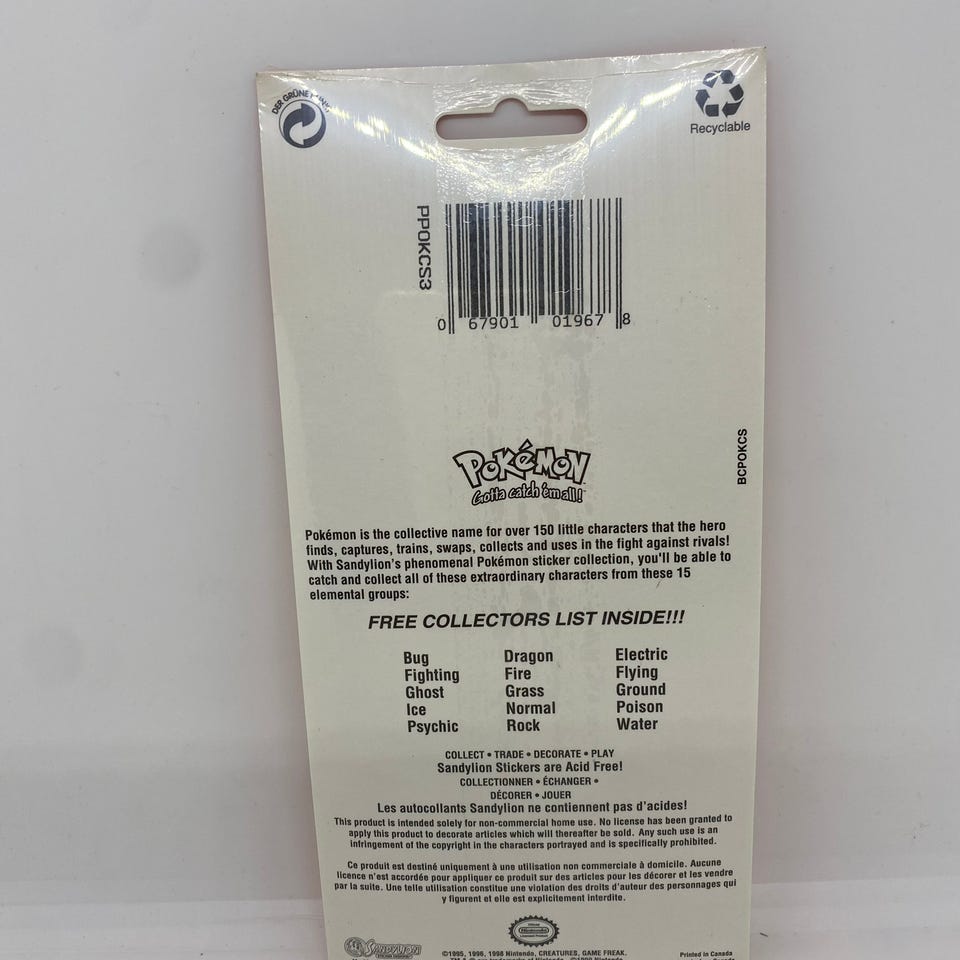 DER GRÜNE PUNKT
Recyclable
PPOKCS3
0 67901 01967 8
BCPOKCS
POKéMON
Gotta catch 'em all!
Pokémon is the collective name for over 150 little characters that the hero
finds, captures, trains, swaps, collects and uses in the fight against rivals!
With Sandylion's phenomenal Pokémon sticker collection, you'll be able to
catch and collect all of these extraordinary characters from these 15
elemental groups:
FREE COLLECTORS LIST INSIDE!!!
Bug Dragon Electric
Fighting Fire Flying
Ghost Grass Ground
Ice Normal Poison
Psychic Rock Water
COLLECT • TRADE • DECORATE • PLAY
Sandylion Stickers are Acid Free!
COLLECTIONNER • ÉCHANGER •
DÉCORER • JOUER
Les autocollants Sandylion ne contiennent pas d'acides!
This product is intended solely for non-commercial home use. No license has been granted to
apply this product to decorate articles which will thereafter be sold. Any such use is an
infringement of the copyright in the characters portrayed and is specifically prohibited.
Ce produit est destiné uniquement à une utilisation non commerciale à domicile. Aucune
licence n'est accordée pour appliquer ce produit sur des articles pour les décorer et les vendre
par la suite. Une telle utilisation constitue une violation des droits d'auteur des personnages qui
y figurent et elle est explicitement interdite.
Nintendo
SANDYLION
©1995, 1996, 1998 Nintendo, CREATURES, GAME FREAK.
Printed in Canada